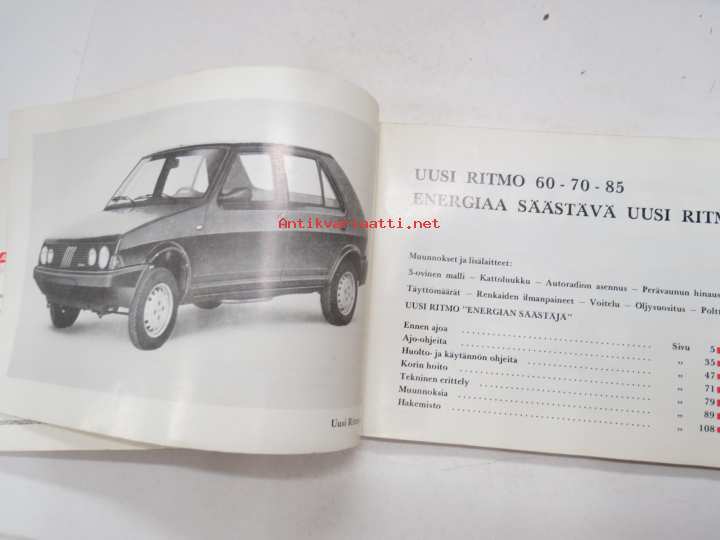 UUSI RITMO 60 - 70 - 85
ENERGIAA SÄÄSTÄVÄ UUSI RITM
Antikvariaatti.net
Muunnokset ja lisälaitteet:
3-ovinen malli – Kattoluukku – Autoradion asennus – Perävaunun hinaus
Täyttömäärät – Renkaiden ilmanpaineet – Voitelu – Öljysuositus – Poltt
UUSI RITMO "ENERGIAN SÄÄSTÄJÄ"
Ennen ajoa Sivu 5
Ajo-ohjeita ,, 35
Huolto- ja käytännön ohjeita ,, 47
Korin hoito ,, 71
Tekninen erittely ,, 79
Muunnoksia ,, 89
Hakemisto ,, 108
Uusi Ritmo